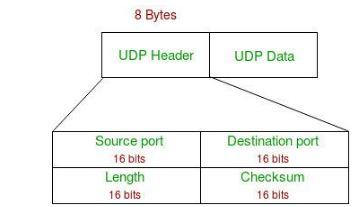 8 Bytes
UDP Header UDP Data
Source port Destination port
16 bits 16 bits
Length Checksum
16 bits 16 bits